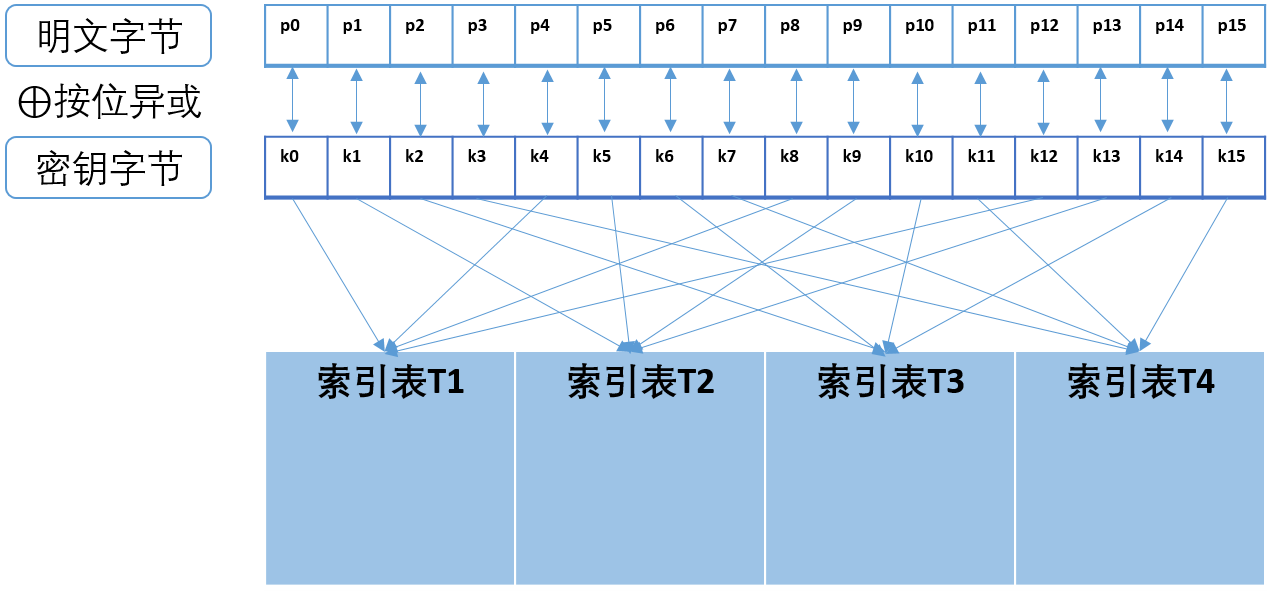 明文字节 p0 p1 p2 p3 p4 p5 p6 p7 p8 p9 p10 p11 p12 p13 p14 p15
⊕按位异或
密钥字节 k0 k1 k2 k3 k4 k5 k6 k7 k8 k9 k10 k11 k12 k13 k14 k15
索引表T1 索引表T2 索引表T3 索引表T4